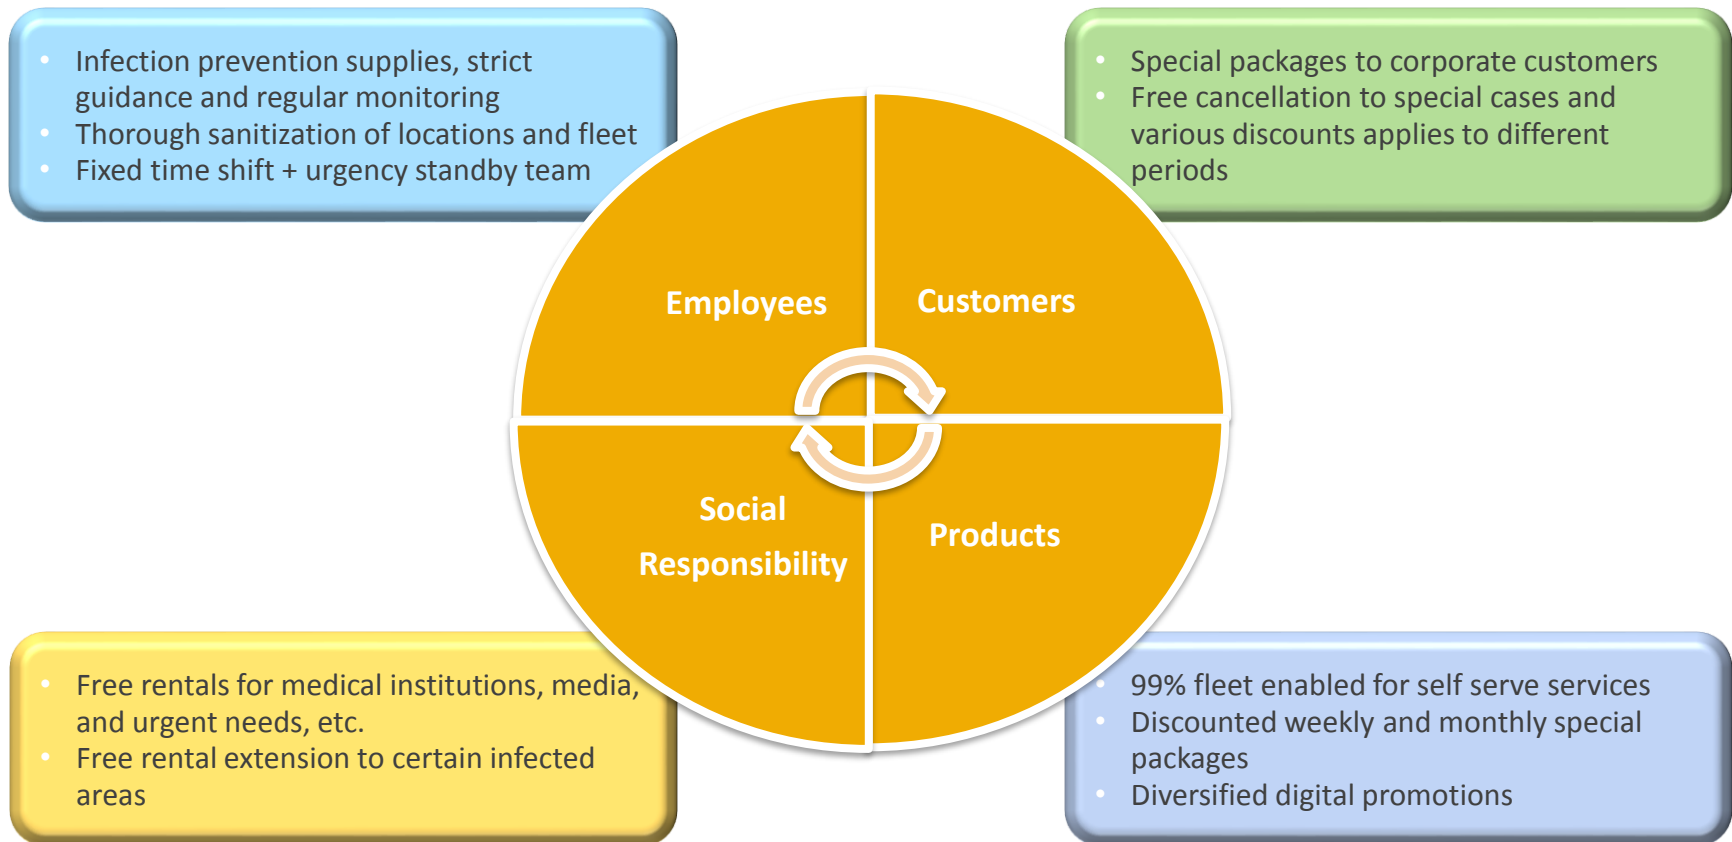 • Infection prevention supplies, strict
guidance and regular monitoring
• Thorough sanitization of locations and fleet
• Fixed time shift + urgency standby team
• Special packages to corporate customers
• Free cancellation to special cases and
various discounts applies to different
periods
Employees
Customers
Social
Responsibility
Products
• Free rentals for medical institutions, media,
and urgent needs, etc.
• Free rental extension to certain infected
areas
• 99% fleet enabled for self serve services
• Discounted weekly and monthly special
packages
• Diversified digital promotions